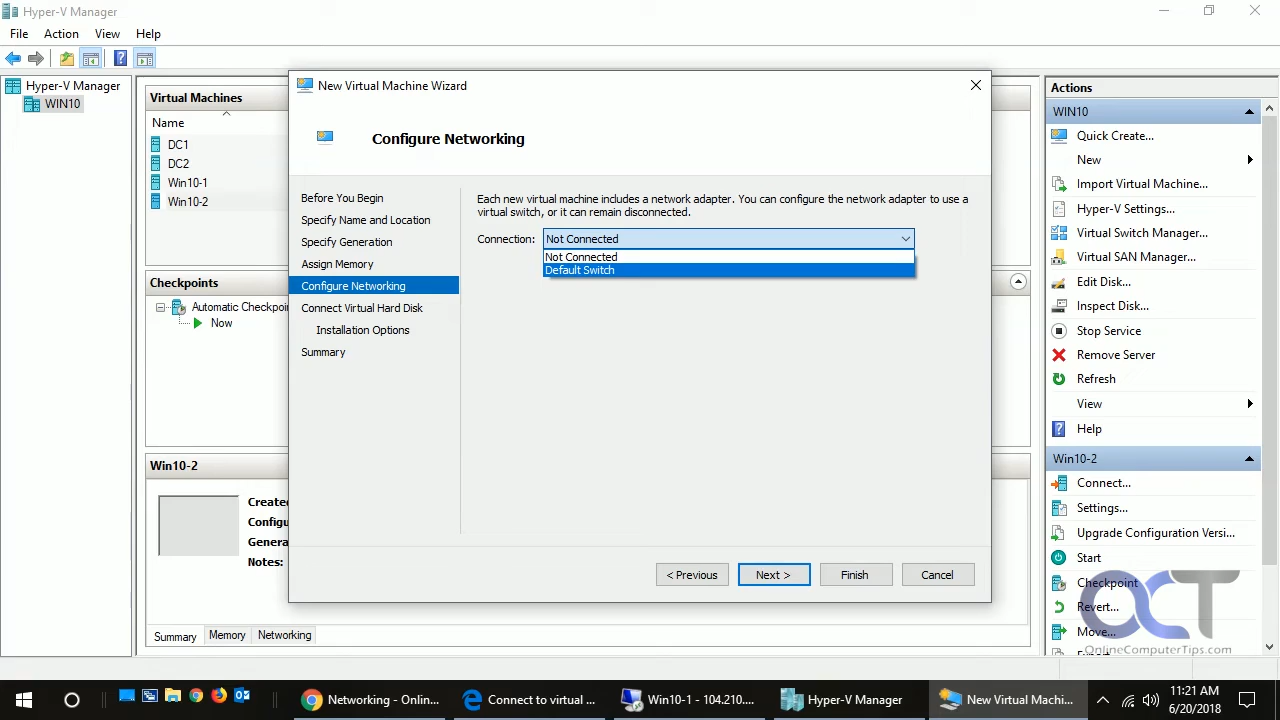 Hyper-V Manager
File Action View Help
Hyper-V Manager
WIN10
Virtual Machines
Name
DC1
DC2
Win10-1
Win10-2
Checkpoints
Automatic Checkpoi
Now
Win10-2
Created
Configu
Genera
Notes:
Summary Memory Networking
New Virtual Machine Wizard
Configure Networking
Before You Begin
Specify Name and Location
Specify Generation
Assign Memory
Configure Networking
Connect Virtual Hard Disk
Installation Options
Summary
Each new virtual machine includes a network adapter. You can configure the network adapter to use a
virtual switch, or it can remain disconnected.
Connection: Not Connected
Not Connected
Default Switch
< Previous Next > Finish Cancel
Actions
WIN10
Quick Create...
New
Import Virtual Machine...
Hyper-V Settings...
Virtual Switch Manager...
Virtual SAN Manager...
Edit Disk...
Inspect Disk...
Stop Service
Remove Server
Refresh
View
Help
Win10-2
Connect...
Settings...
Upgrade Configuration Versi...
Start
Checkpoint
Revert...
Move...
OCT
OnlineComputerTips.com
Networking - Onlin...
Connect to virtual ...
Win10-1 - 104.210....
Hyper-V Manager
New Virtual Machi...
11:21 AM
6/20/2018